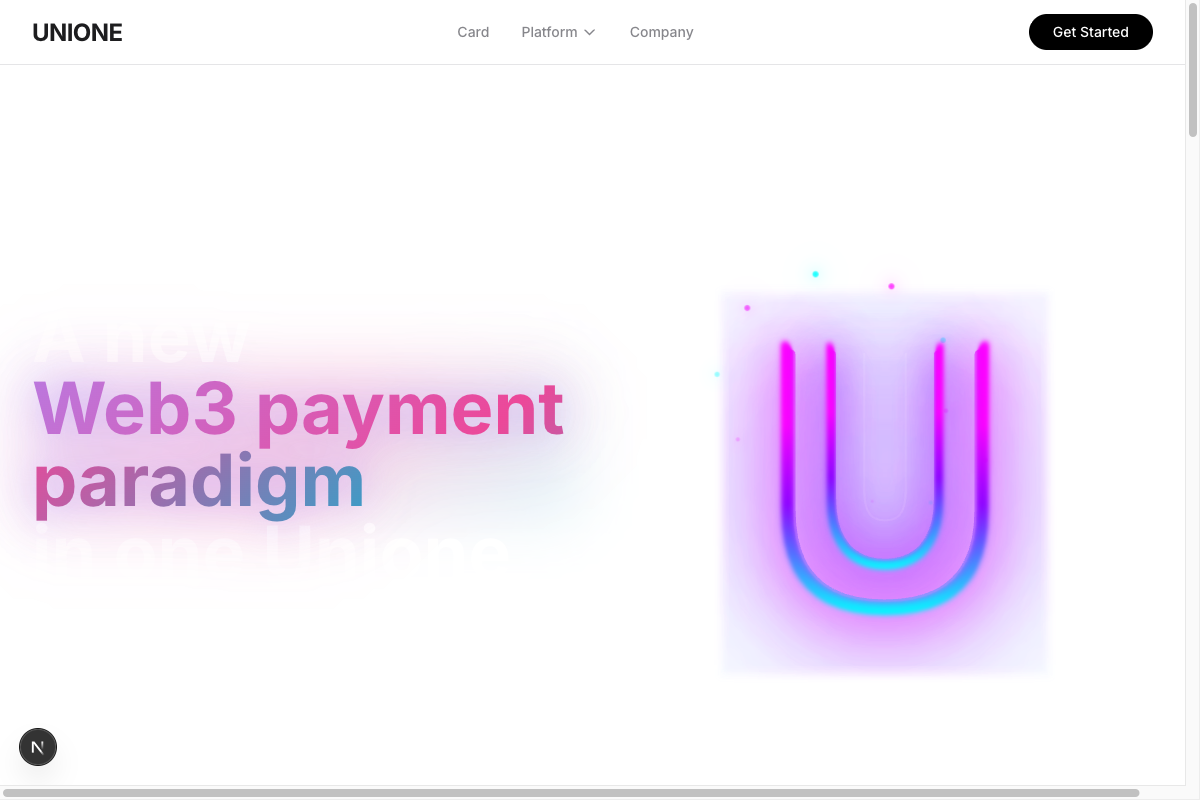 UNIONE
Card
Platform
Company
Get Started
A new
Web3 payment
paradigm
in one Unione
U
N